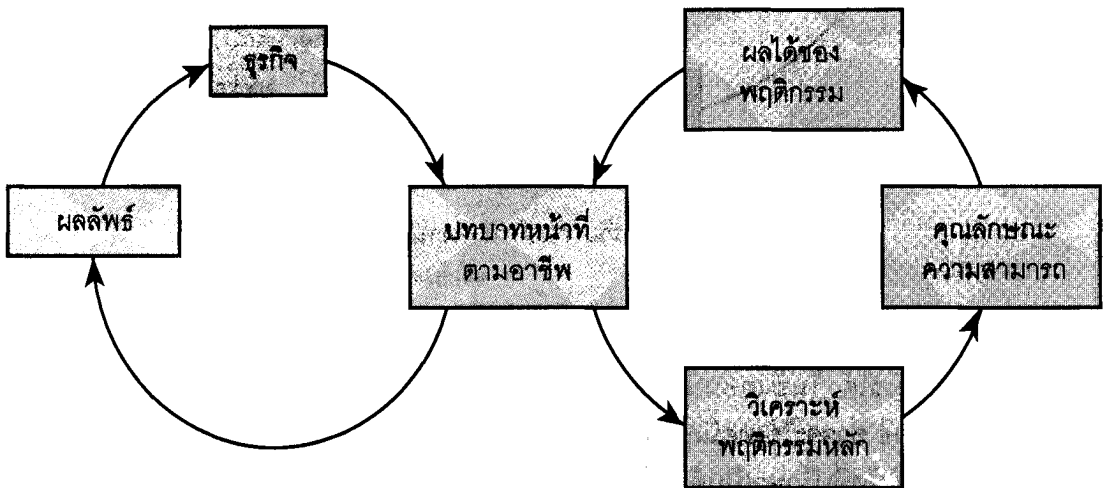 ธุรกิจ
ผลได้ของ
พฤติกรรม
ผลลัพธ์
บทบาทหน้าที่
ตามอาชีพ
คุณลักษณะ
ความสามารถ
วิเคราะห์
พฤติกรรมหลัก